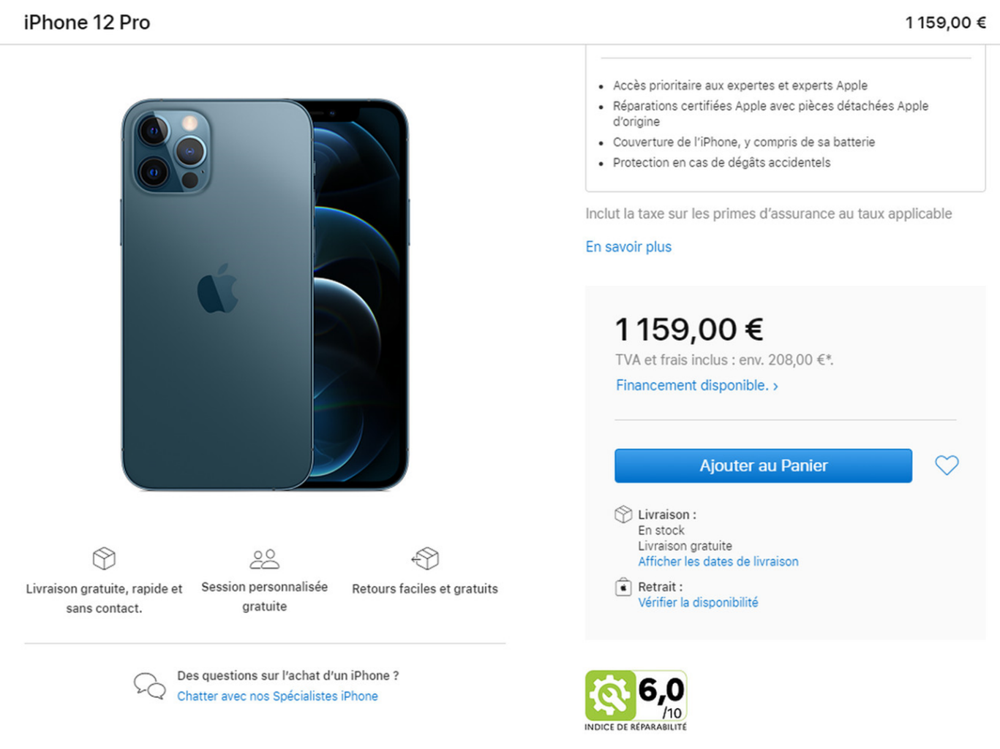 iPhone 12 Pro
1 159,00 €
• Accès prioritaire aux expertes et experts Apple
• Réparations certifiées Apple avec pièces détachées Apple
d’origine
• Couverture de l’iPhone, y compris de sa batterie
• Protection en cas de dégâts accidentels
Inclut la taxe sur les primes d’assurance au taux applicable
En savoir plus
1 159,00 €
TVA et frais inclus : env. 208,00 €*.
Financement disponible. ›
Ajouter au Panier
Livraison :
En stock
Livraison gratuite
Afficher les dates de livraison
Retrait :
Vérifier la disponibilité
Livraison gratuite, rapide et
sans contact.
Session personnalisée
gratuite
Retours faciles et gratuits
Des questions sur l’achat d’un iPhone ?
Chatter avec nos Spécialistes iPhone
6,0
/10
INDICE DE RÉPARABILITÉ